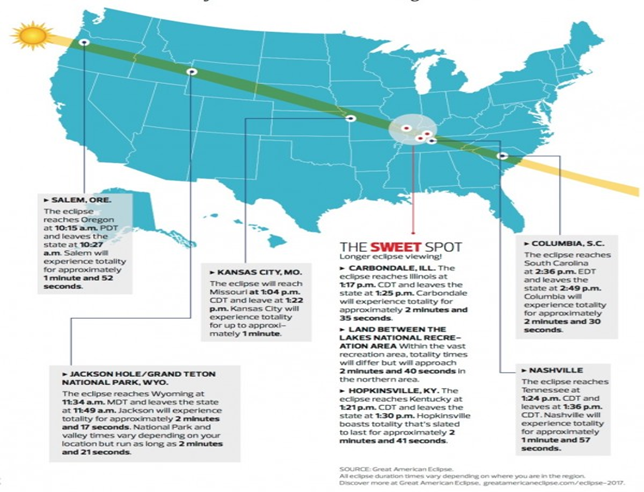 ► SALEM, ORE.
The eclipse
reaches Oregon
at 10:15 a.m. PDT
and leaves the
state at 10:27
a.m. Salem will
experience totality
for approximately
1 minute and 52
seconds.
► KANSAS CITY, MO.
The eclipse will reach
Missouri at 1:04 p.m.
CDT and leave at 1:22
p.m. Kansas City will
experience totality
for up to approxi-
mately 1 minute.
► JACKSON HOLE/GRAND TETON
NATIONAL PARK, WYO.
The eclipse reaches Wyoming at
11:34 a.m. MDT and leaves the state
at 11:49 a.m. Jackson will experience
totality for approximately 2 minutes
and 17 seconds. National Park and
valley times vary depending on your
location but run as long as 2 minutes
and 21 seconds.
THE SWEET SPOT
Longer eclipse viewing!
► CARBONDALE, ILL. The
eclipse reaches Illinois at
1:17 p.m. CDT and leaves the
state at 1:25 p.m. Carbondale
will experience totality for
approximately 2 minutes and
35 seconds.
► LAND BETWEEN THE
LAKES NATIONAL RECRE-
ATION AREA Within the vast
recreation area, totality times
will differ but will approach
2 minutes and 40 seconds in
the northern area.
► HOPKINSVILLE, KY. The
eclipse reaches Kentucky at
1:21 p.m. CDT and leaves the
state at 1:30 p.m. Hopkinsville
boasts totality that's slated
to last for approximately 2
minutes and 41 seconds.
► COLUMBIA, S.C.
The eclipse reaches
South Carolina
at 2:36 p.m. EDT
and leaves the
state at 2:49 p.m.
Columbia will
experience totality
for approximately
2 minutes and 30
seconds.
► NASHVILLE
The eclipse reaches
Tennessee at
1:24 p.m. CDT and
leaves at 1:36 p.m.
CDT. Nashville will
experience totality
for approximately
1 minute and 57
seconds.
SOURCE: Great American Eclipse.
All eclipse duration times vary depending on where you are in the region.
Discover more at Great American Eclipse, greatamericaneclipse.com/eclipse-2017.